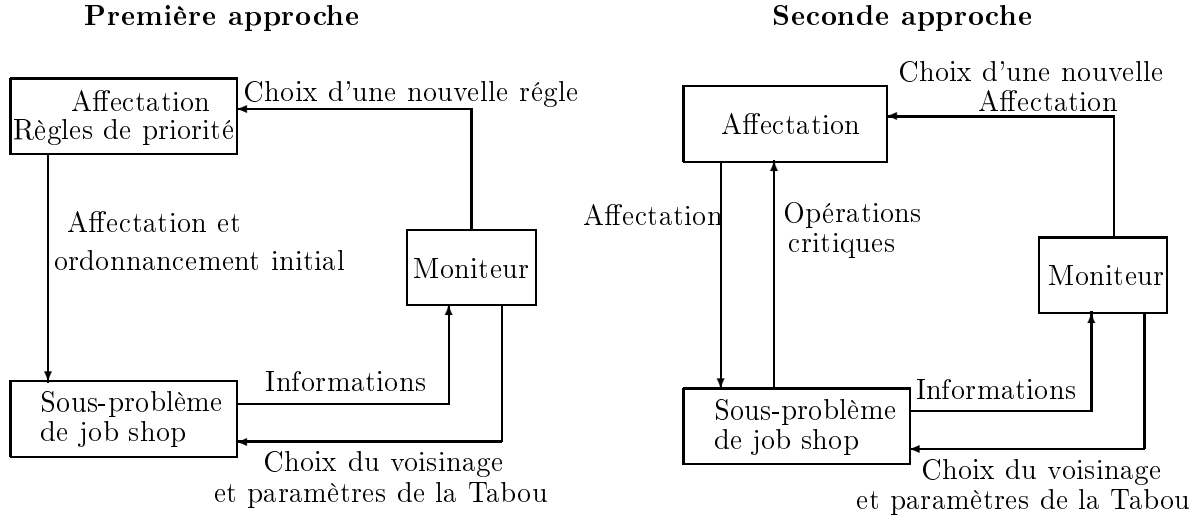 Première approche
Affectation
Règles de priorité
Choix d'une nouvelle régle
Affectation et
ordonnancement initial
Moniteur
Informations
Sous-problème
de job shop
Choix du voisinage
et paramètres de la Tabou
Seconde approche
Choix d'une nouvelle
Affectation
Affectation
Affectation
Opérations
critiques
Moniteur
Informations
Sous-problème
de job shop
Choix du voisinage
et paramètres de la Tabou